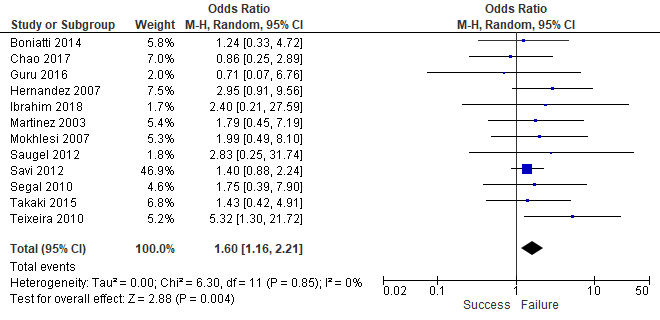 Odds Ratio Odds Ratio
Study or Subgroup Weight M-H, Random, 95% CI M-H, Random, 95% CI
Boniatti 2014 5.8% 1.24 [0.33, 4.72]
Chao 2017 7.0% 0.86 [0.25, 2.89]
Guru 2016 2.0% 0.71 [0.07, 6.76]
Hernandez 2007 7.5% 2.95 [0.91, 9.56]
Ibrahim 2018 1.7% 2.40 [0.21, 27.59]
Martinez 2003 5.4% 1.79 [0.45, 7.19]
Mokhlesi 2007 5.3% 1.99 [0.49, 8.10]
Saugel 2012 1.8% 2.83 [0.25, 31.74]
Savi 2012 46.9% 1.40 [0.88, 2.24]
Segal 2010 4.6% 1.75 [0.39, 7.90]
Takaki 2015 6.8% 1.43 [0.42, 4.91]
Teixeira 2010 5.2% 5.32 [1.30, 21.72]
Total (95% CI) 100.0% 1.60 [1.16, 2.21]
Total events
Heterogeneity: Tau² = 0.00; Chi² = 6.30, df = 11 (P = 0.85); I² = 0%
Test for overall effect: Z = 2.88 (P = 0.004)
0.02 0.1 1 10 50
Success Failure